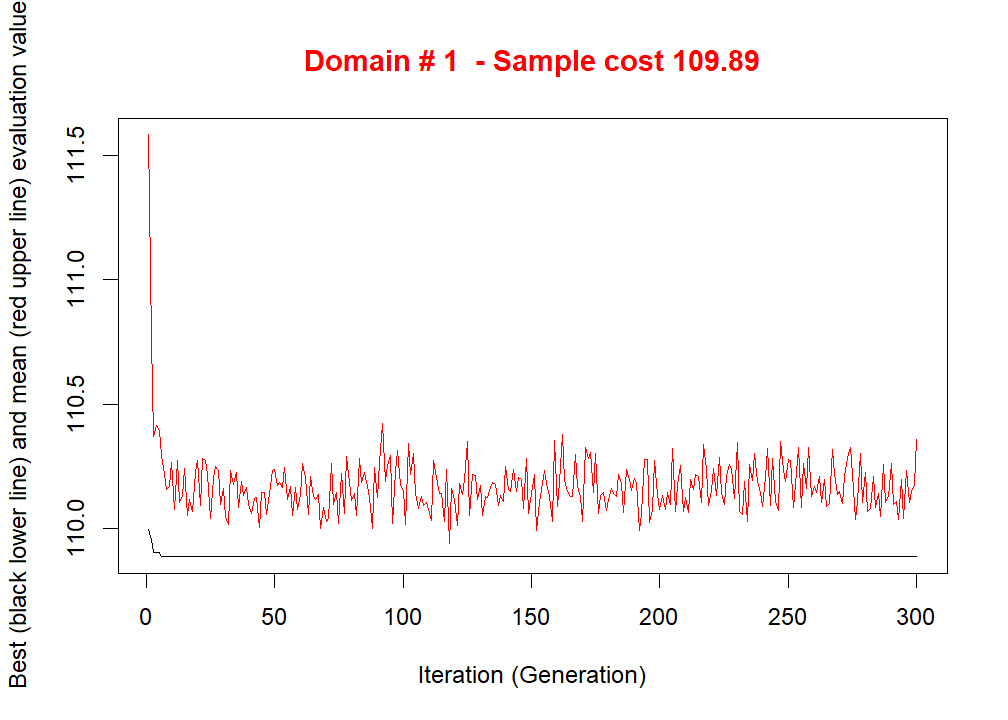 Domain # 1  - Sample cost 109.89
Best (black lower line) and mean (red upper line) evaluation value
111.5
111.0
110.5
110.0
0 50 100 150 200 250 300
Iteration (Generation)